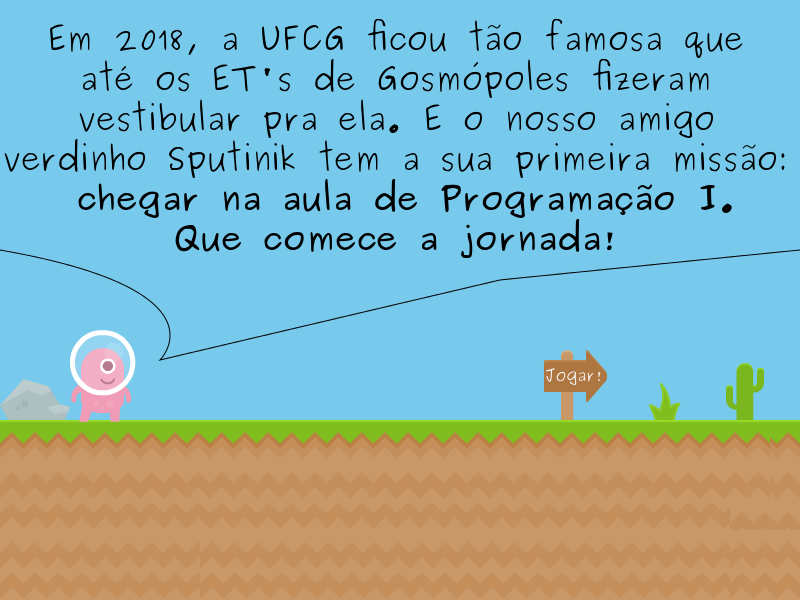 Em 2018, a UFCG ficou tão famosa que
até os ET's de Gosmópoles fizeram
vestibular pra ela. E o nosso amigo
verdinho Sputinik tem a sua primeira missão:
chegar na aula de Programação I.
Que comece a jornada!
Jogar!